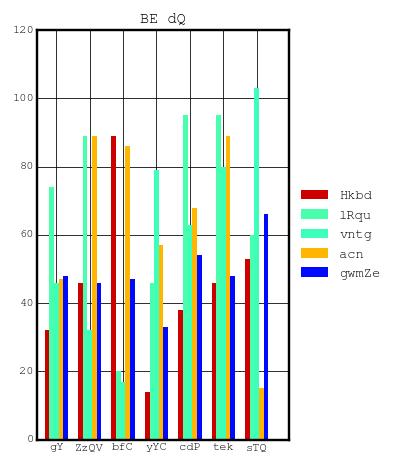 BE dQ
120
100
80
60
40
20
0
gY ZzQV bfC yYC cdP tek sTQ
Hkbd
lRqu
vntg
acn
gwmZe